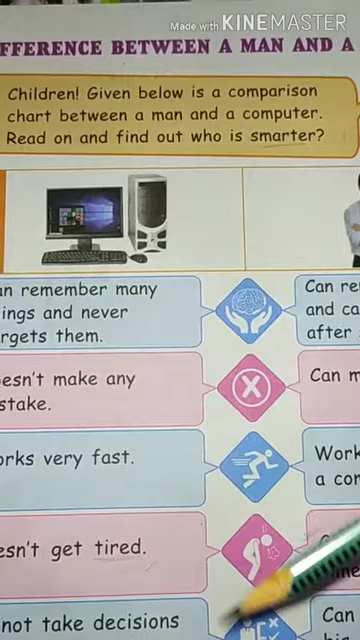 Made with KINEMASTER
FFERENCE BETWEEN A MAN AND A
Children! Given below is a comparison
chart between a man and a computer.
Read on and find out who is smarter?
n remember many
ings and never
rgets them.
Can re
and ca
after
esn't make any
stake.
Can m
orks very fast.
Work
a con
esn't get tired.
not take decisions
Can